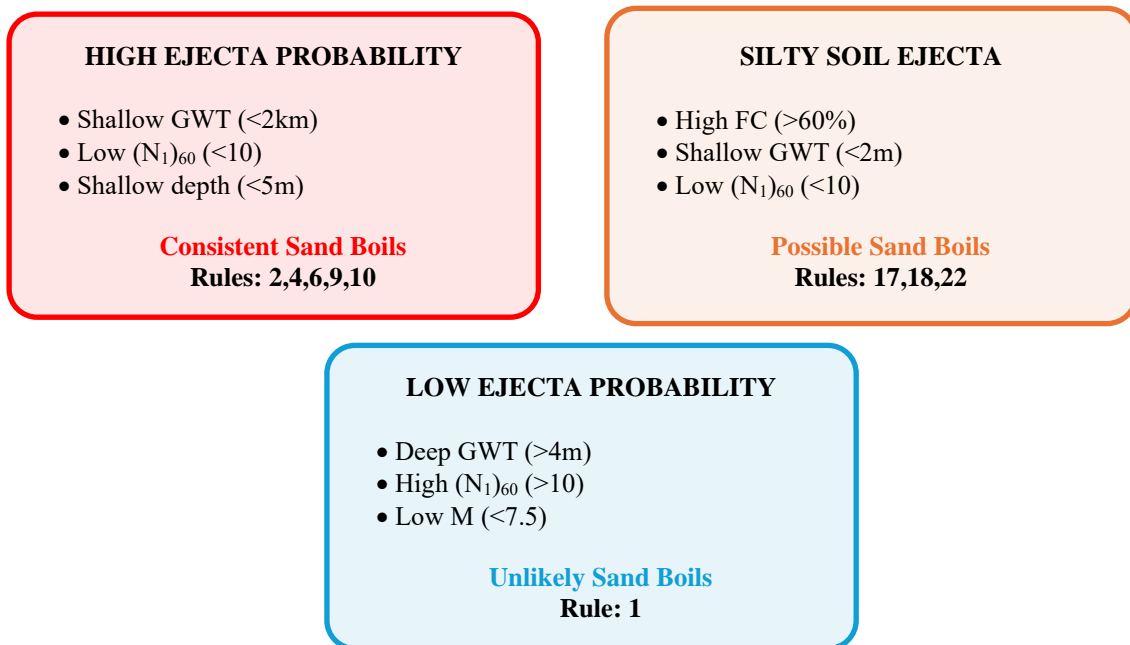 HIGH EJECTA PROBABILITY
• Shallow GWT (<2km)
• Low (N₁)₆₀ (<10)
• Shallow depth (<5m)
Consistent Sand Boils
Rules: 2,4,6,9,10
SILTY SOIL EJECTA
• High FC (>60%)
• Shallow GWT (<2m)
• Low (N₁)₆₀ (<10)
Possible Sand Boils
Rules: 17,18,22
LOW EJECTA PROBABILITY
• Deep GWT (>4m)
• High (N₁)₆₀ (>10)
• Low M (<7.5)
Unlikely Sand Boils
Rule: 1